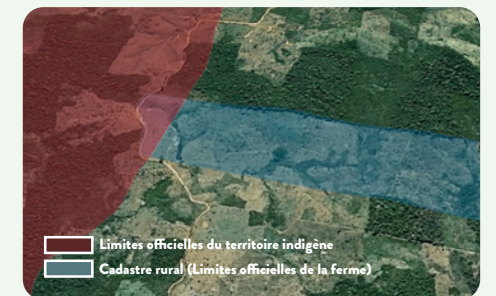 Limites officielles du territoire indigène
Cadastre rural (Limites officielles de la ferme)